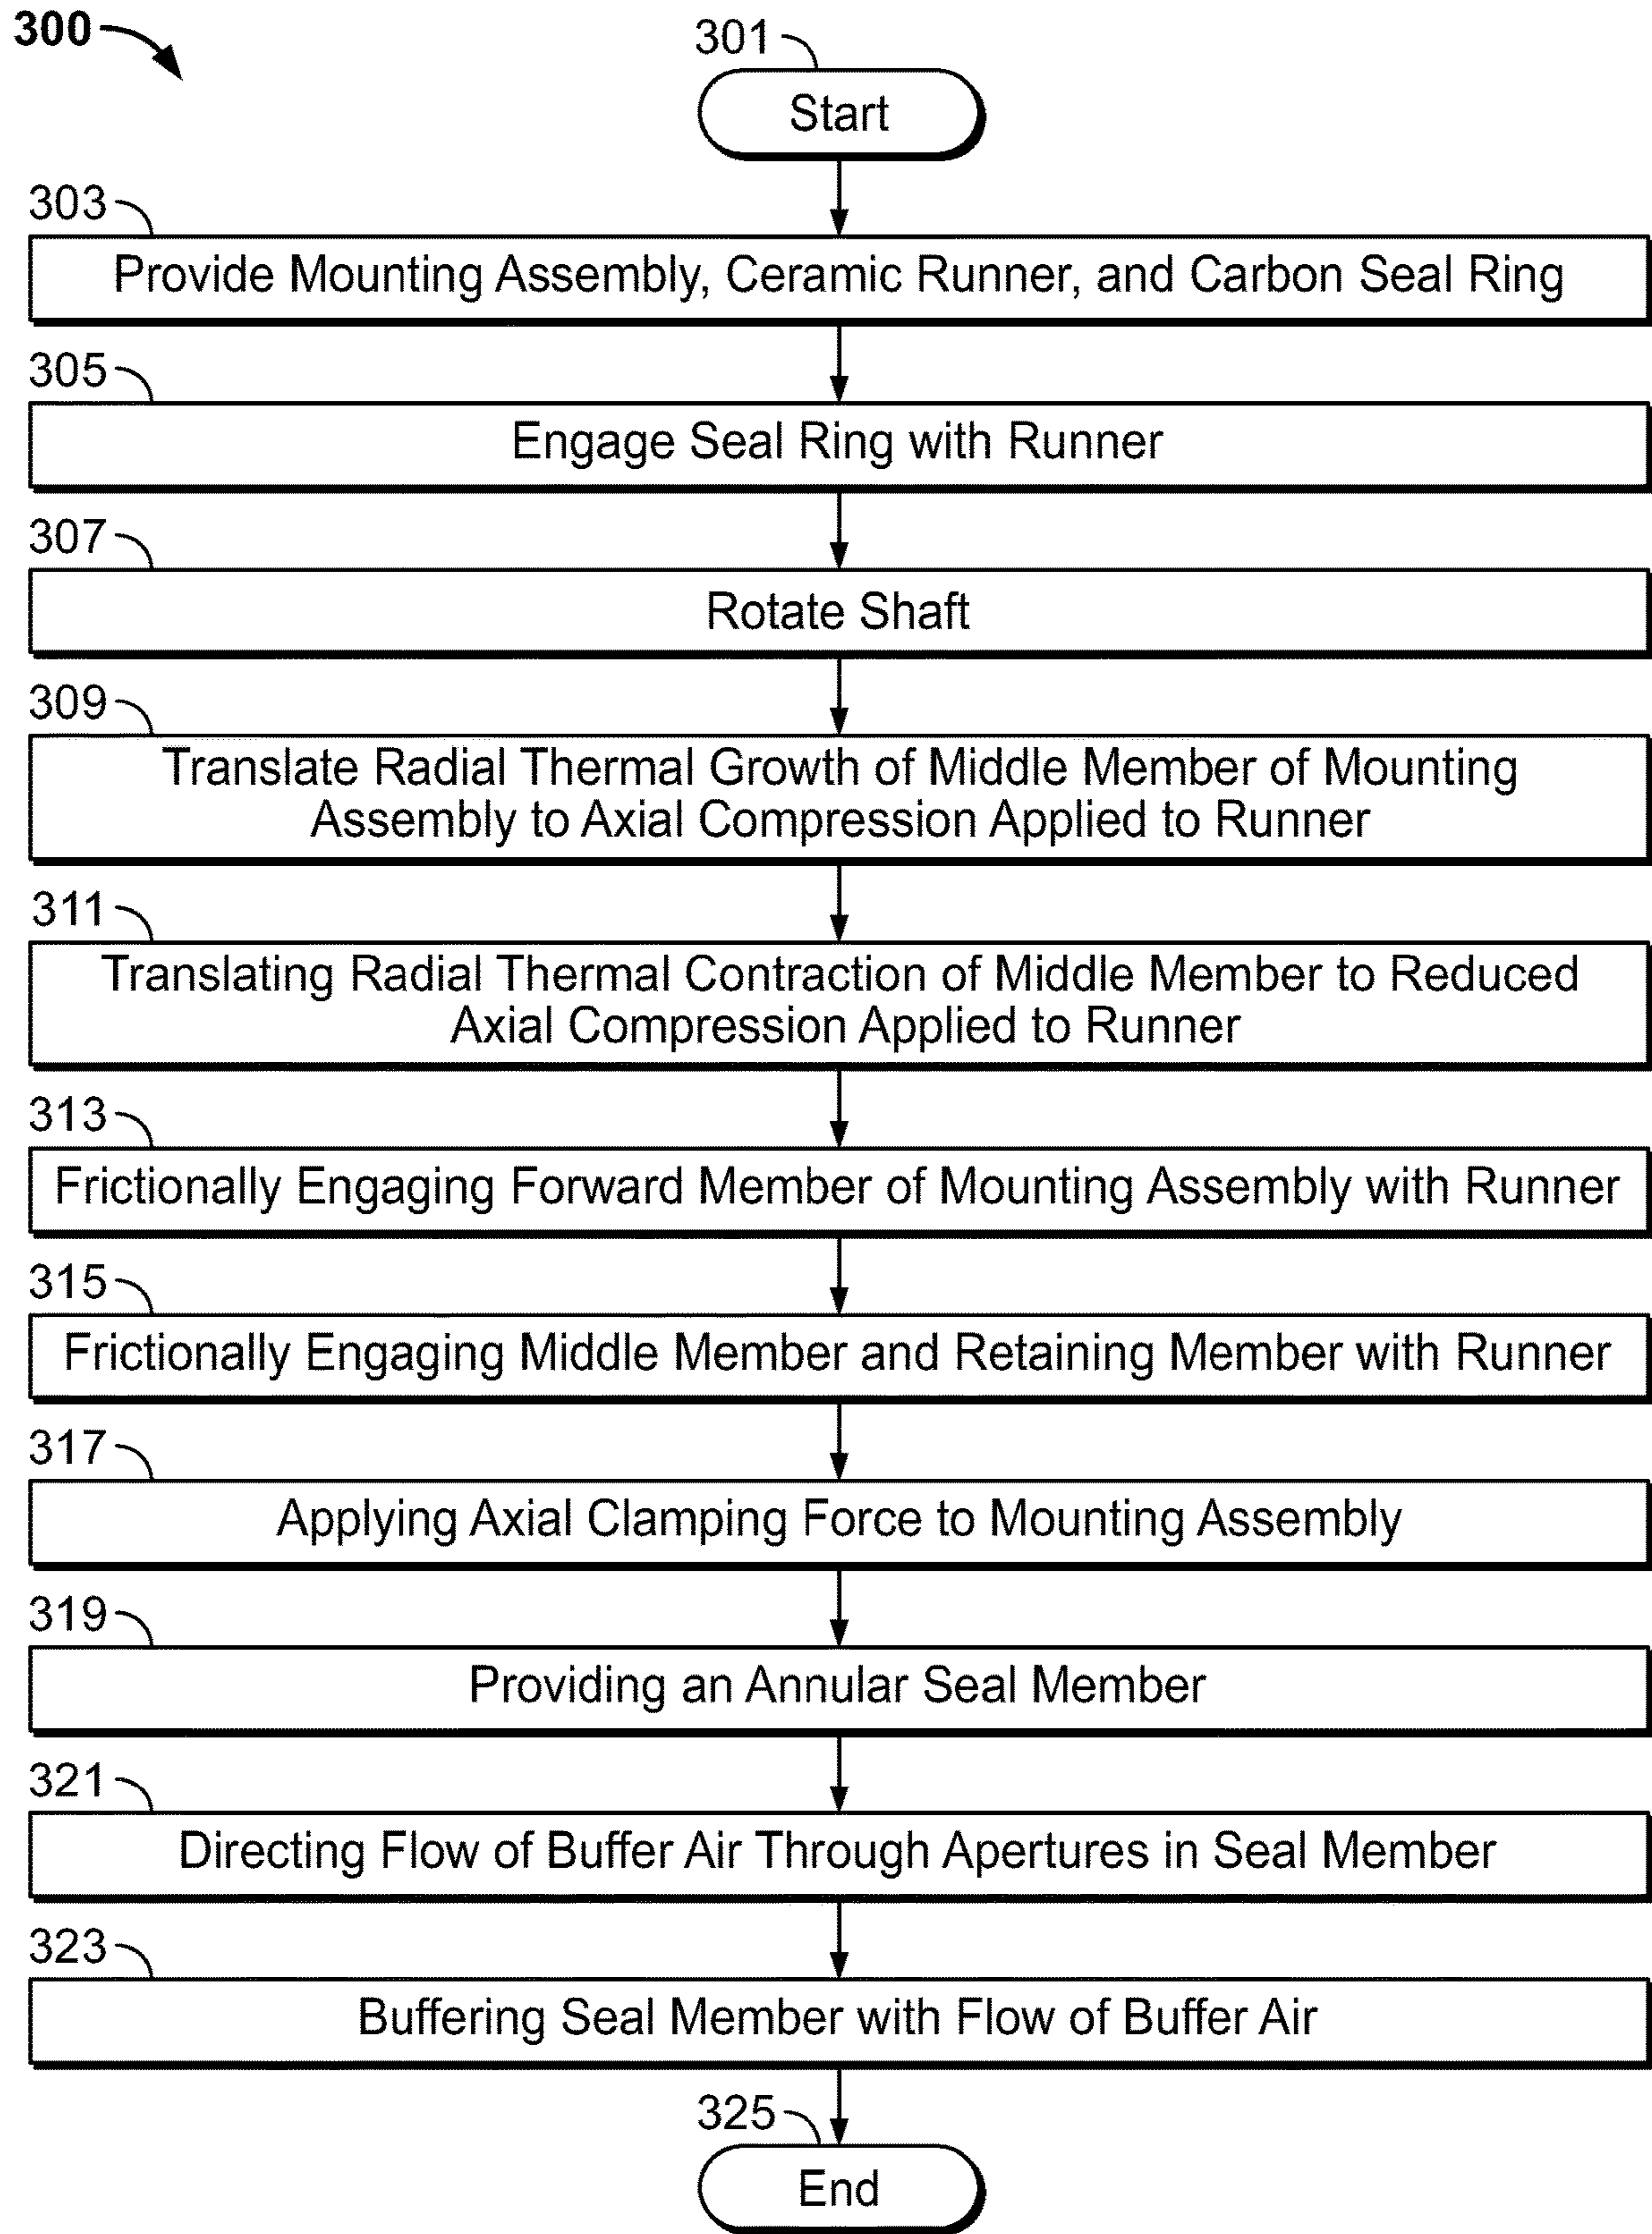 300
301
Start
303
Provide Mounting Assembly, Ceramic Runner, and Carbon Seal Ring
305
Engage Seal Ring with Runner
307
Rotate Shaft
309
Translate Radial Thermal Growth of Middle Member of Mounting
Assembly to Axial Compression Applied to Runner
311
Translating Radial Thermal Contraction of Middle Member to Reduced
Axial Compression Applied to Runner
313
Frictionally Engaging Forward Member of Mounting Assembly with Runner
315
Frictionally Engaging Middle Member and Retaining Member with Runner
317
Applying Axial Clamping Force to Mounting Assembly
319
Providing an Annular Seal Member
321
Directing Flow of Buffer Air Through Apertures in Seal Member
323
Buffering Seal Member with Flow of Buffer Air
325
End